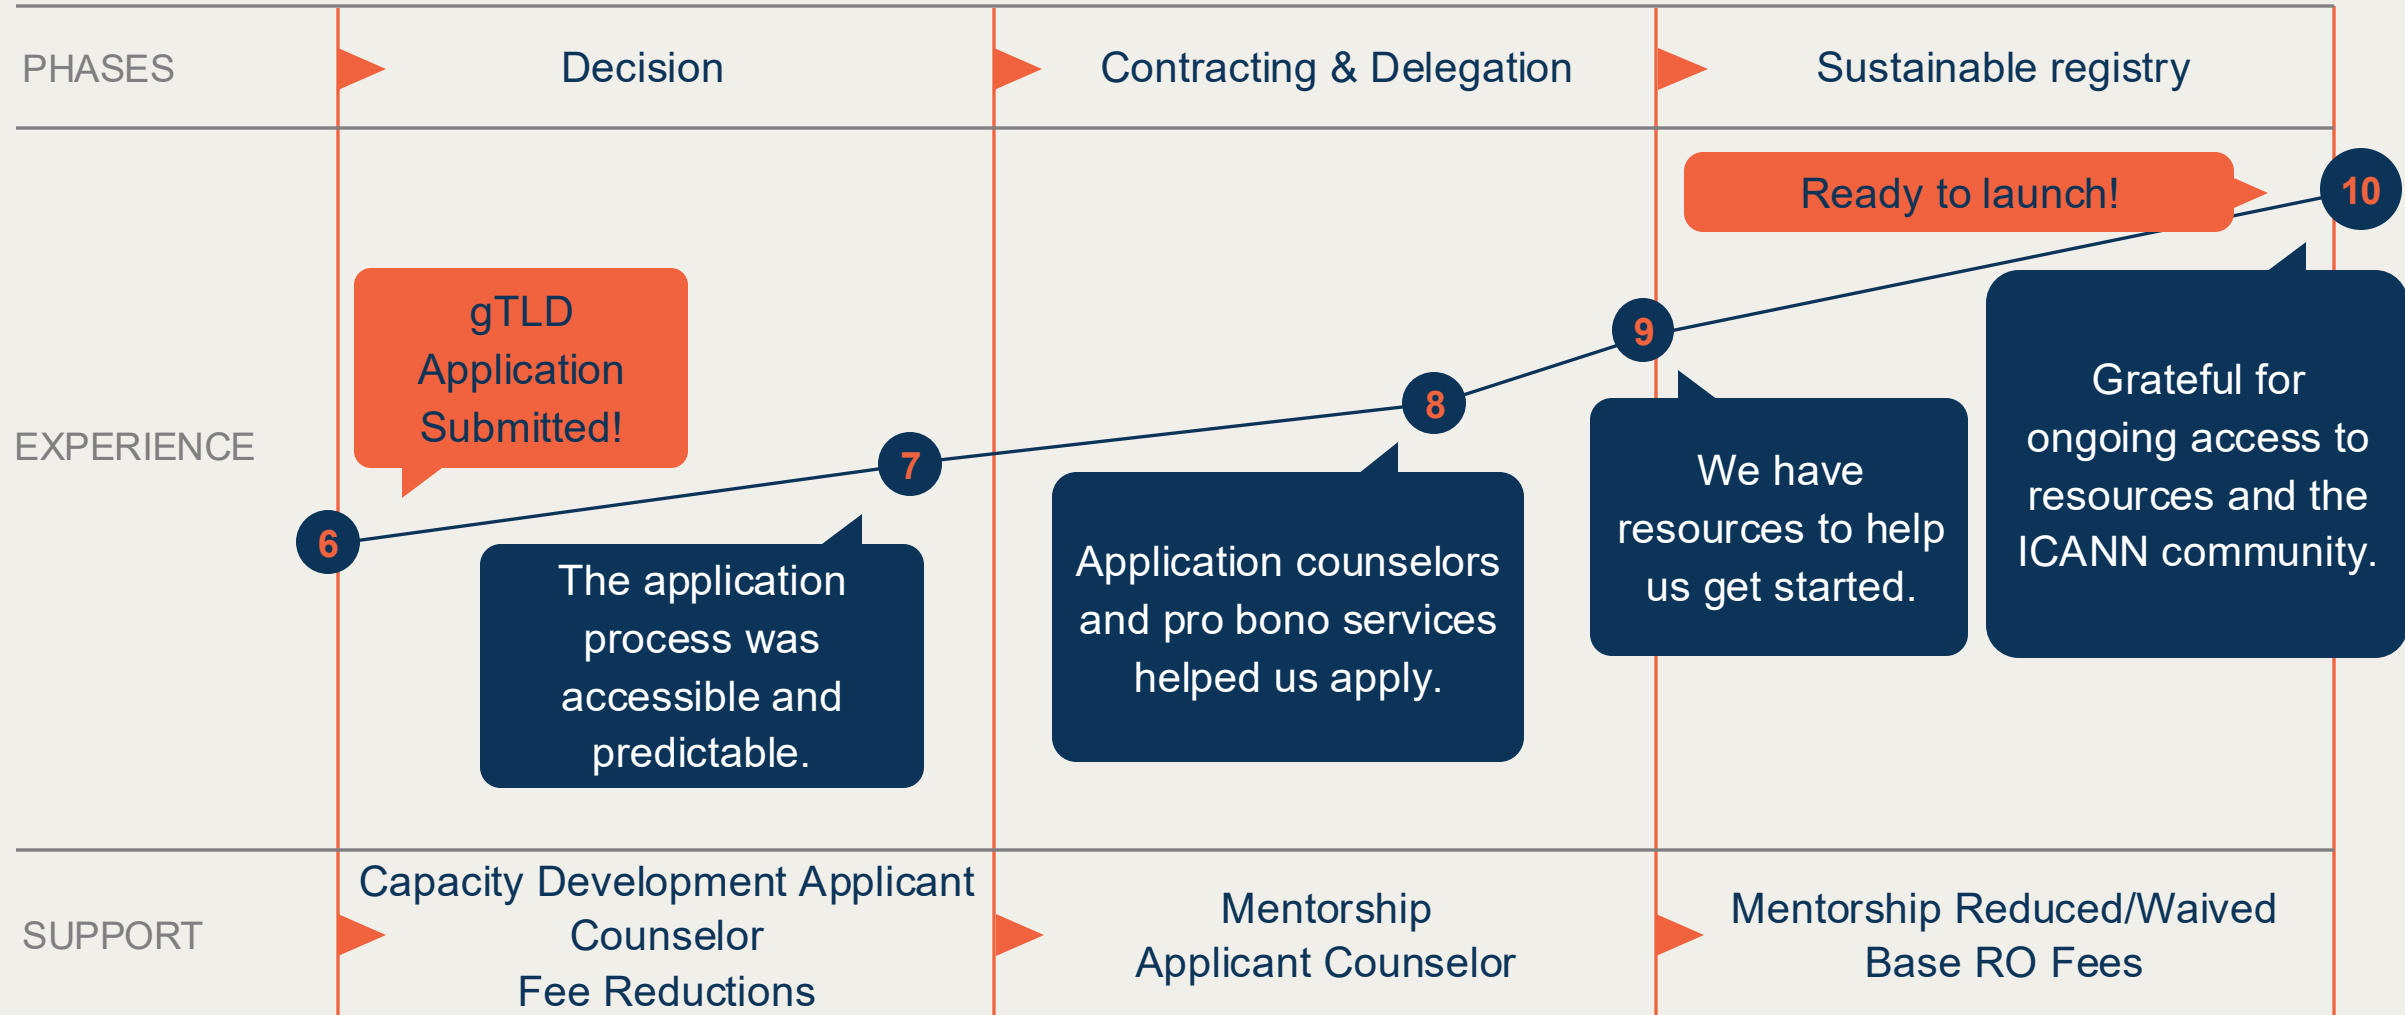 PHASES
Decision
Contracting & Delegation
Sustainable registry
EXPERIENCE
6
gTLD
Application
Submitted!
7
The application
process was
accessible and
predictable.
8
Application counselors
and pro bono services
helped us apply.
9
We have
resources to help
us get started.
Ready to launch!
10
Grateful for
ongoing access to
resources and the
ICANN community.
SUPPORT
Capacity Development Applicant
Counselor
Fee Reductions
Mentorship
Applicant Counselor
Mentorship Reduced/Waived
Base RO Fees